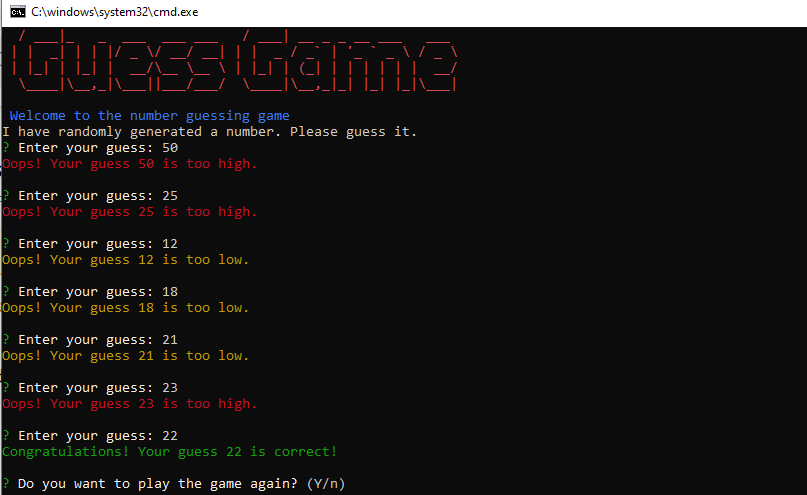 C:\windows\system32\cmd.exe
Guess Game
Welcome to the number guessing game
I have randomly generated a number. Please guess it.
? Enter your guess: 50
Oops! Your guess 50 is too high.
? Enter your guess: 25
Oops! Your guess 25 is too high.
? Enter your guess: 12
Oops! Your guess 12 is too low.
? Enter your guess: 18
Oops! Your guess 18 is too low.
? Enter your guess: 21
Oops! Your guess 21 is too low.
? Enter your guess: 23
Oops! Your guess 23 is too high.
? Enter your guess: 22
Congratulations! Your guess 22 is correct!
? Do you want to play the game again? (Y/n)